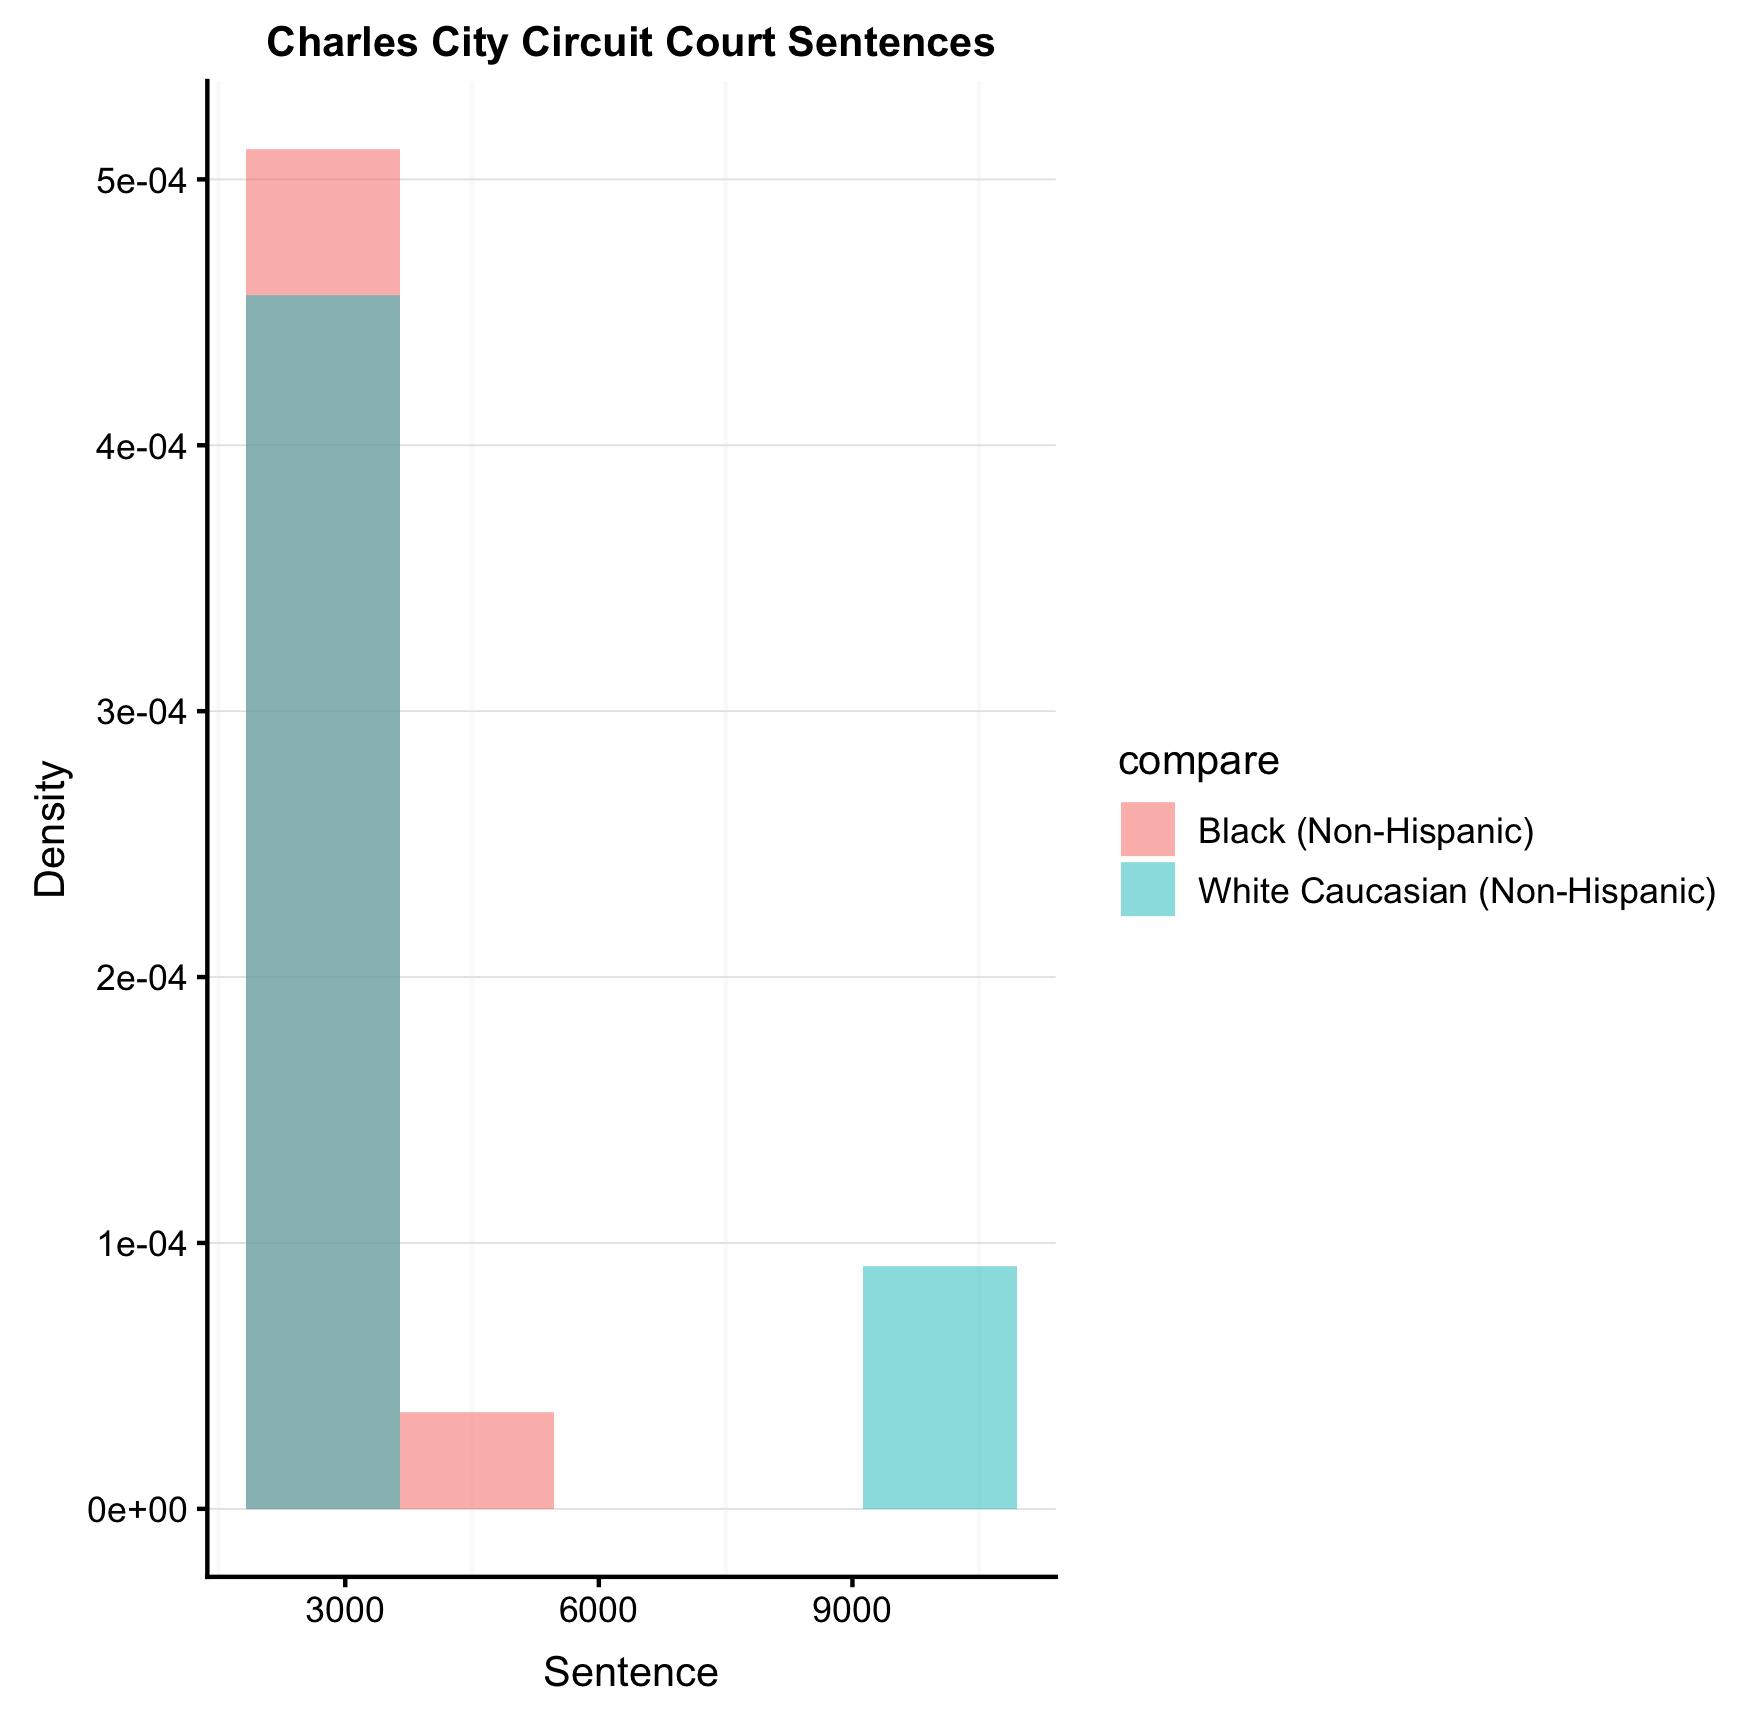 Charles City Circuit Court Sentences
5e-04
4e-04
3e-04
2e-04
1e-04
0e+00
Density
3000 6000 9000
Sentence
compare
Black (Non-Hispanic)
White Caucasian (Non-Hispanic)